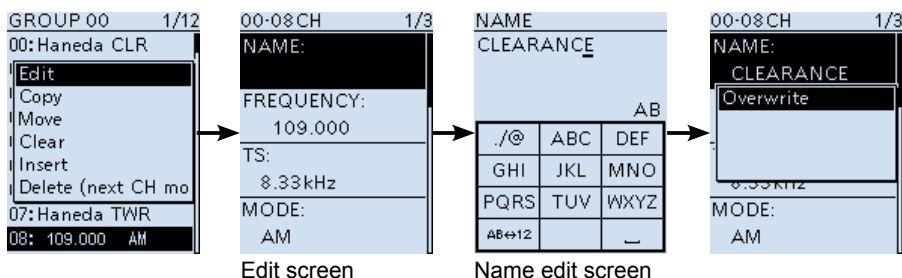 GROUP 00 1/12
00: Haneda CLR
Edit
Copy
Move
Clear
Insert
Delete (next CH mo
07: Haneda TWR
08: 109.000 AM
00-08CH 1/3
NAME:
FREQUENCY:
109.000
TS:
8.33kHz
MODE:
AM
Edit screen
NAME
CLEARANCE
AB
./@ ABC DEF
GHI JKL MNO
PQRS TUV WXYZ
AB↔12 ⎵
Name edit screen
00-08CH 1/3
NAME:
CLEARANCE
Overwrite
MODE:
AM